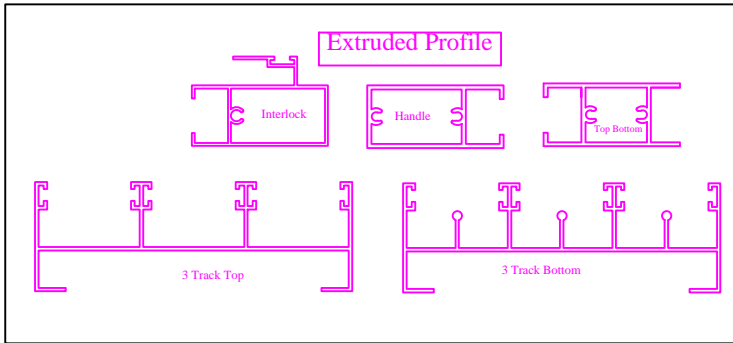 Extruded Profile
Interlock
Handle
Top Bottom
3 Track Top
3 Track Bottom